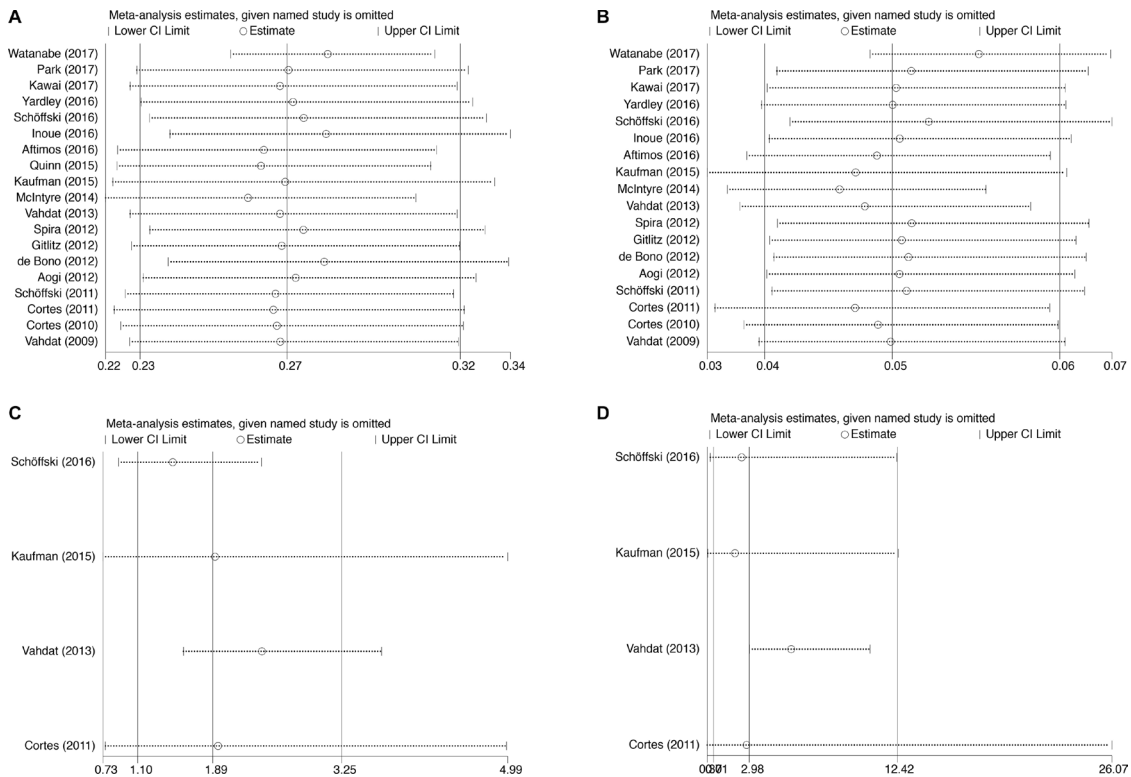 A
Meta-analysis estimates, given named study is omitted
Lower CI Limit Estimate Upper CI Limit
Watanabe (2017)
Park (2017)
Kawai (2017)
Yardley (2016)
Schöffski (2016)
Inoue (2016)
Aftimos (2016)
Quinn (2015)
Kaufman (2015)
McIntyre (2014)
Vahdat (2013)
Spira (2012)
Gitlitz (2012)
de Bono (2012)
Aogi (2012)
Schöffski (2011)
Cortes (2011)
Cortes (2010)
Vahdat (2009)
0.22 0.23 0.27 0.32 0.34
B
Meta-analysis estimates, given named study is omitted
Lower CI Limit Estimate Upper CI Limit
Watanabe (2017)
Park (2017)
Kawai (2017)
Yardley (2016)
Schöffski (2016)
Inoue (2016)
Aftimos (2016)
Kaufman (2015)
McIntyre (2014)
Vahdat (2013)
Spira (2012)
Gitlitz (2012)
de Bono (2012)
Aogi (2012)
Schöffski (2011)
Cortes (2011)
Cortes (2010)
Vahdat (2009)
0.03 0.04 0.05 0.06 0.07
C
Meta-analysis estimates, given named study is omitted
Lower CI Limit Estimate Upper CI Limit
Schöffski (2016)
Kaufman (2015)
Vahdat (2013)
Cortes (2011)
0.73 1.10 1.89 3.25 4.99
D
Meta-analysis estimates, given named study is omitted
Lower CI Limit Estimate Upper CI Limit
Schöffski (2016)
Kaufman (2015)
Vahdat (2013)
Cortes (2011)
2.98 12.42 26.07